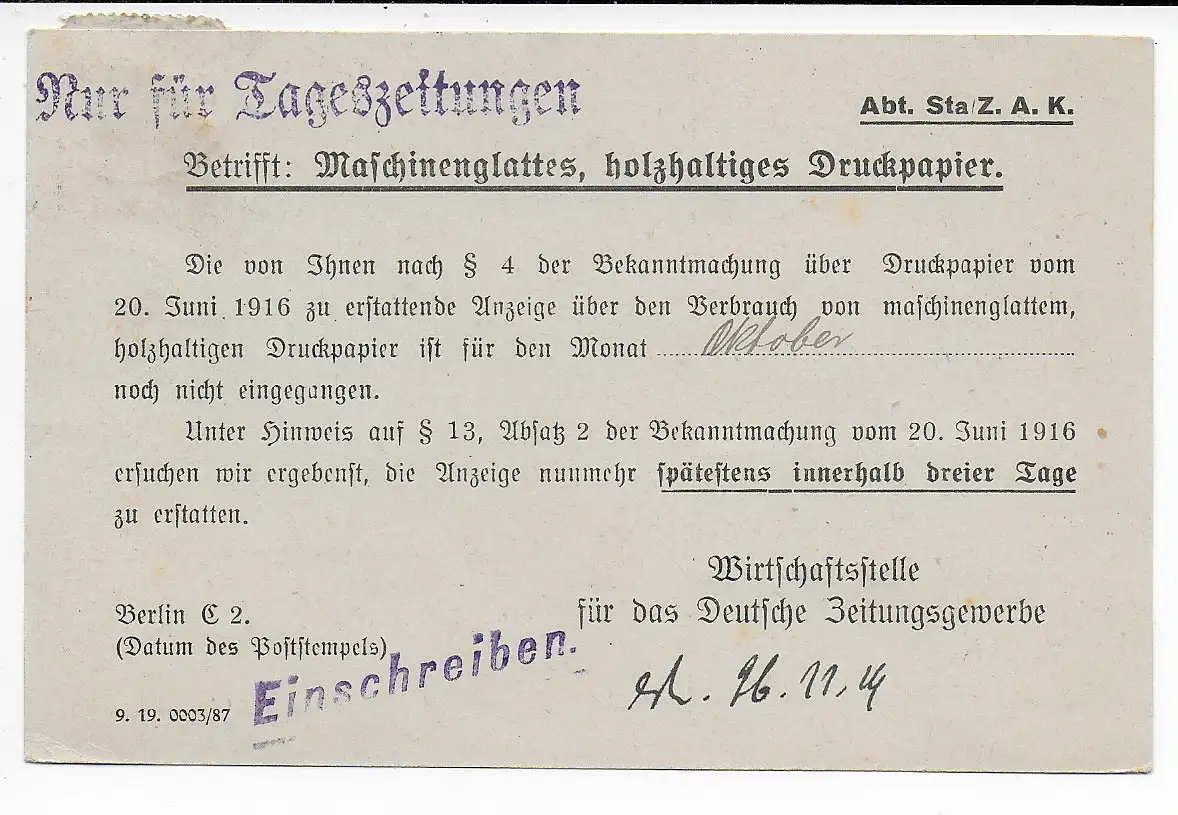 Nur für Tageszeitungen
Abt. Sta/Z. A. K.
Betrifft: Maschinenglattes, holzhaltiges Druckpapier.
Die von Ihnen nach § 4 der Bekanntmachung über Druckpapier vom
20. Juni 1916 zu erstattende Anzeige über den Verbrauch von maschinenglattem,
holzhaltigen Druckpapier ist für den Monat Oktober
noch nicht eingegangen.
Unter Hinweis auf § 13, Absatz 2 der Bekanntmachung vom 20. Juni 1916
ersuchen wir ergebenst, die Anzeige nunmehr spätestens innerhalb dreier Tage
zu erstatten.
Wirtschaftsstelle
für das Deutsche Zeitungsgewerbe
Berlin C 2.
(Datum des Poststempels)
Einschreiben.
9. 19. 0003/87
26.11.19